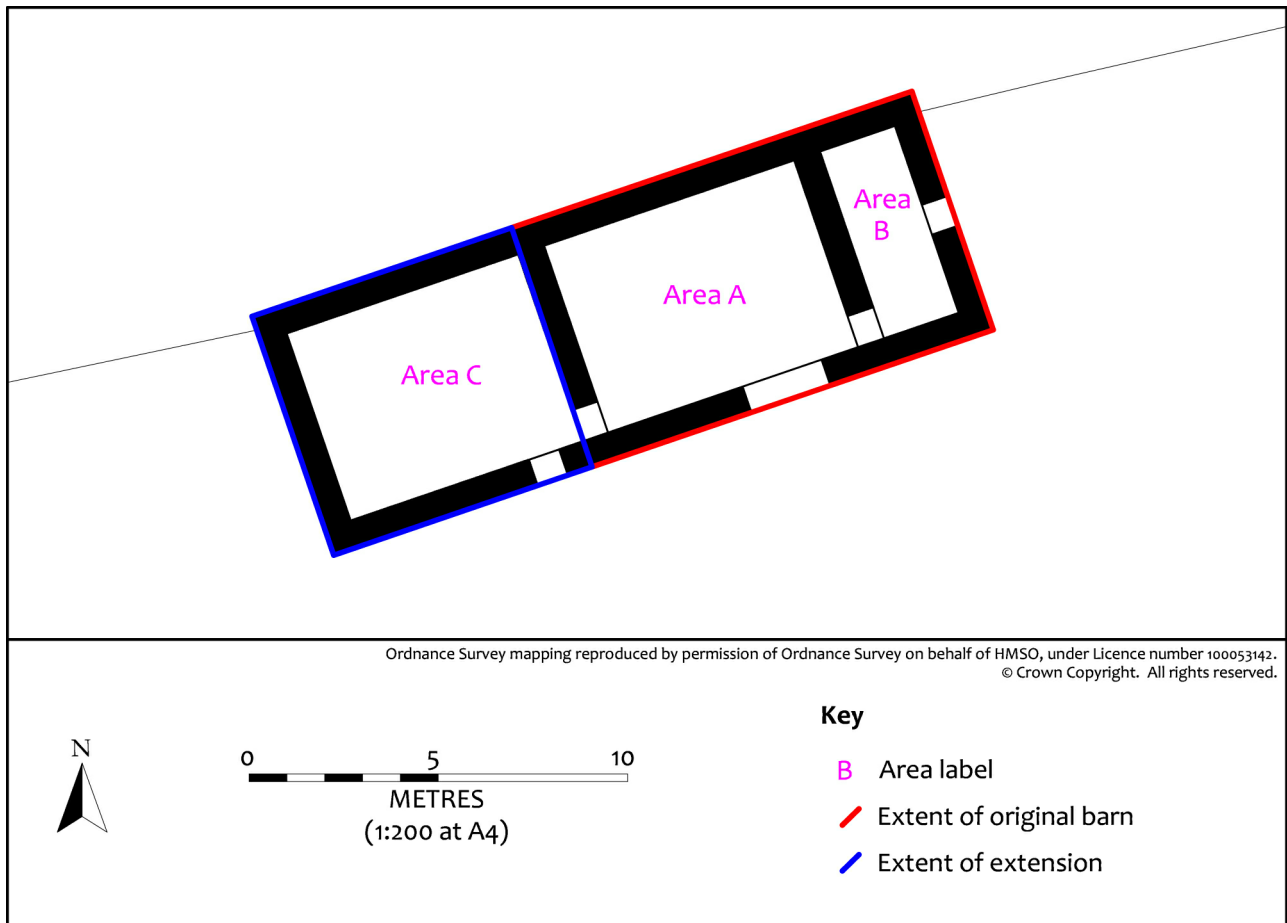 Area
B
Area A
Area C
Ordnance Survey mapping reproduced by permission of Ordnance Survey on behalf of HMSO, under Licence number 100053142.
© Crown Copyright. All rights reserved.
N
0 5 10
METRES
(1:200 at A4)
Key
B Area label
Extent of original barn
Extent of extension